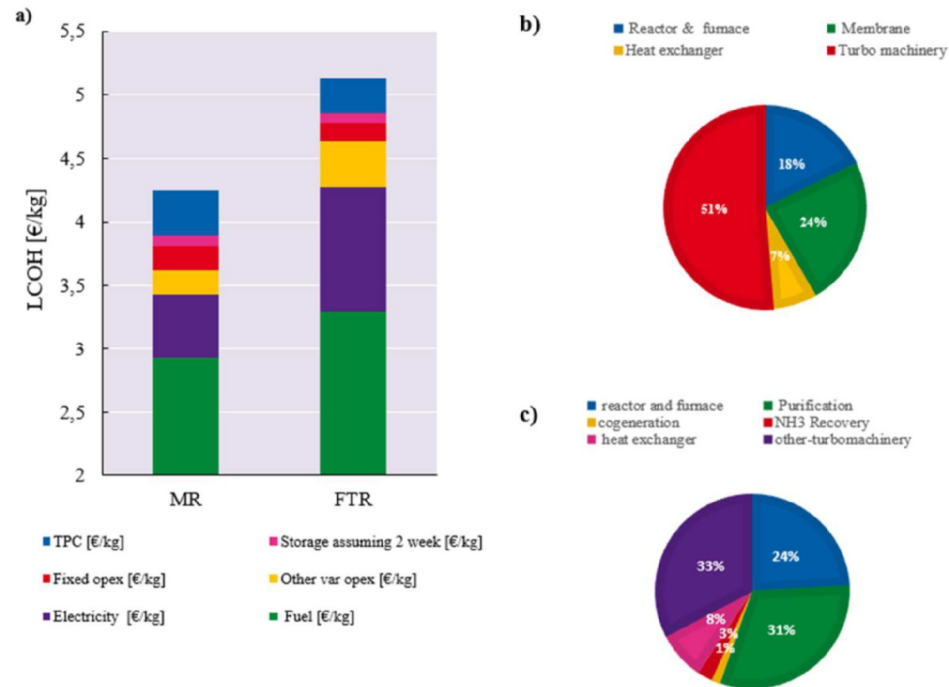 a)
5,5
5
4,5
4
3,5
3
2,5
2
LCOH [€/kg]
MR FTR
TPC [€/kg] Storage assuming 2 week [€/kg]
Fixed opex [€/kg] Other var opex [€/kg]
Electricity [€/kg] Fuel [€/kg]
b)
Reactor & furnace Membrane
Heat exchanger Turbo machinery
18%
51%
24%
7%
c)
reactor and furnace Purification
cogeneration NH3 Recovery
heat exchanger other-turbomachinery
24%
33%
8%
3%
31%
1%